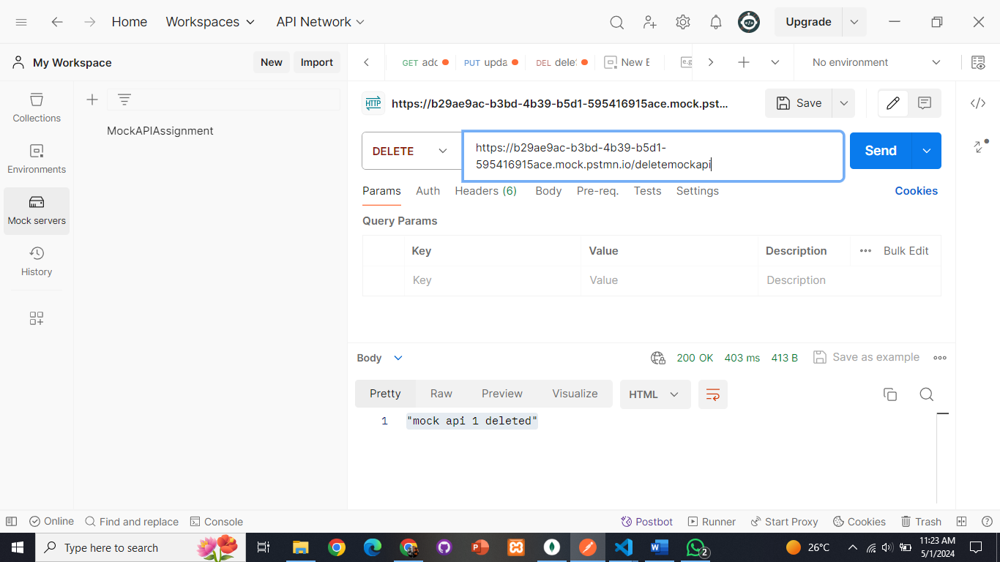 Home Workspaces API Network Upgrade
My Workspace New Import
GET adc PUT upda DEL dele New E e.g No environment
Collections
Environments
Mock servers
History
MockAPIAssignment
HTTP https://b29ae9ac-b3bd-4b39-b5d1-595416915ace.mock.pst... Save
DELETE
https://b29ae9ac-b3bd-4b39-b5d1-
595416915ace.mock.pstmn.io/deletemockapi
Send
Params Auth Headers (6) Body Pre-req. Tests Settings Cookies
Query Params
Key Value Description Bulk Edit
Key Value Description
Body 200 OK 403 ms 413 B Save as example
Pretty Raw Preview Visualize HTML
1 "mock api 1 deleted"
Online Find and replace Console Postbot Runner Start Proxy Cookies Trash
Type here to search 2 26°C 11:23 AM
5/1/2024